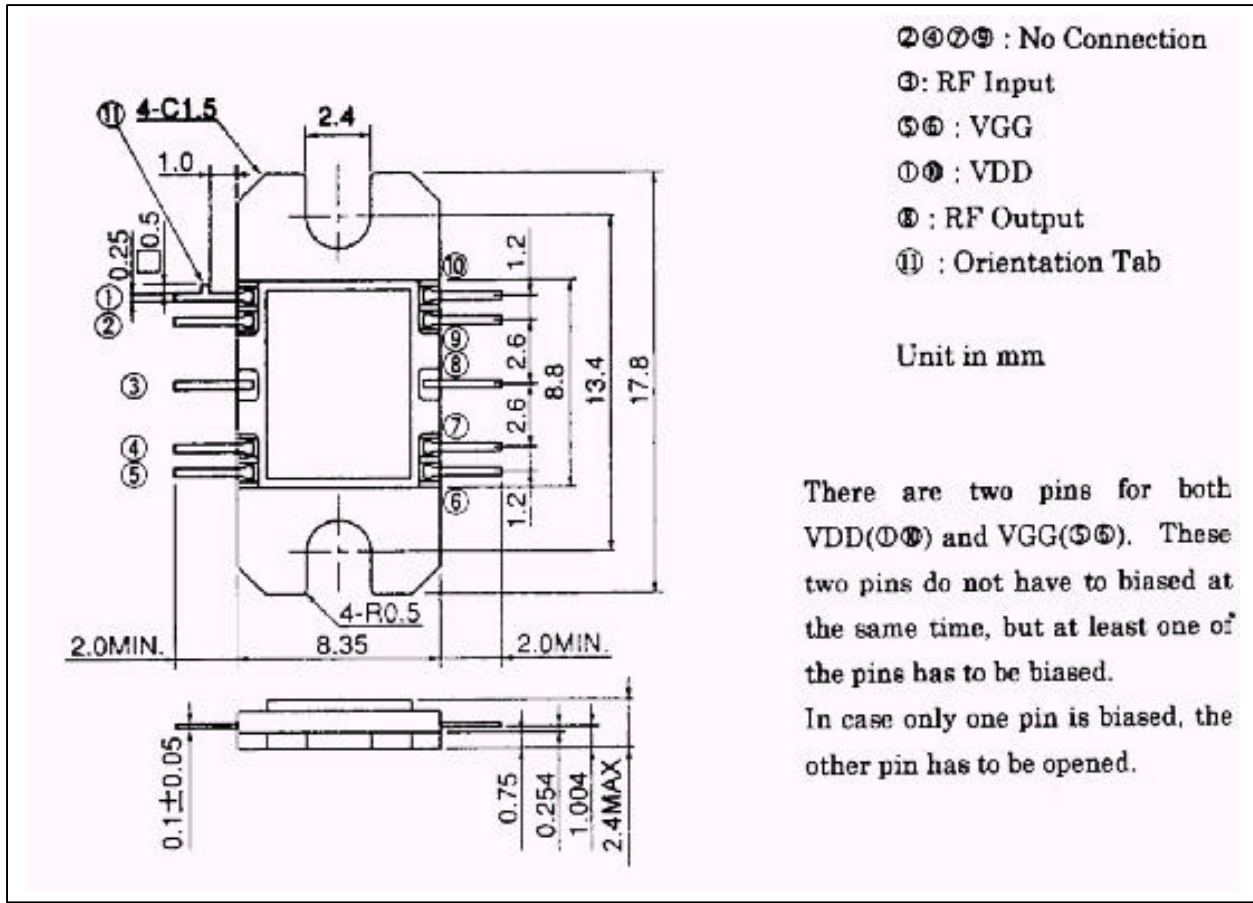 ②④⑦⑨ : No Connection
③: RF Input
⑤⑥ : VGG
①⑩ : VDD
⑧ : RF Output
⑪ : Orientation Tab
Unit in mm
There are two pins for both
VDD(①⑩) and VGG(⑤⑥). These
two pins do not have to biased at
the same time, but at least one of
the pins has to be biased.
In case only one pin is biased, the
other pin has to be opened.
⑪ 4-C1.5
2.4
1.0
0.25
□0.5
①
②
③
④
⑤
⑩
⑨
⑧
⑦
⑥
1.2
2.6
2.6
1.2
8.8
13.4
17.8
4-R0.5
2.0MIN.
8.35
2.0MIN.
0.1±0.05
0.75
0.254
1.004
2.4MAX